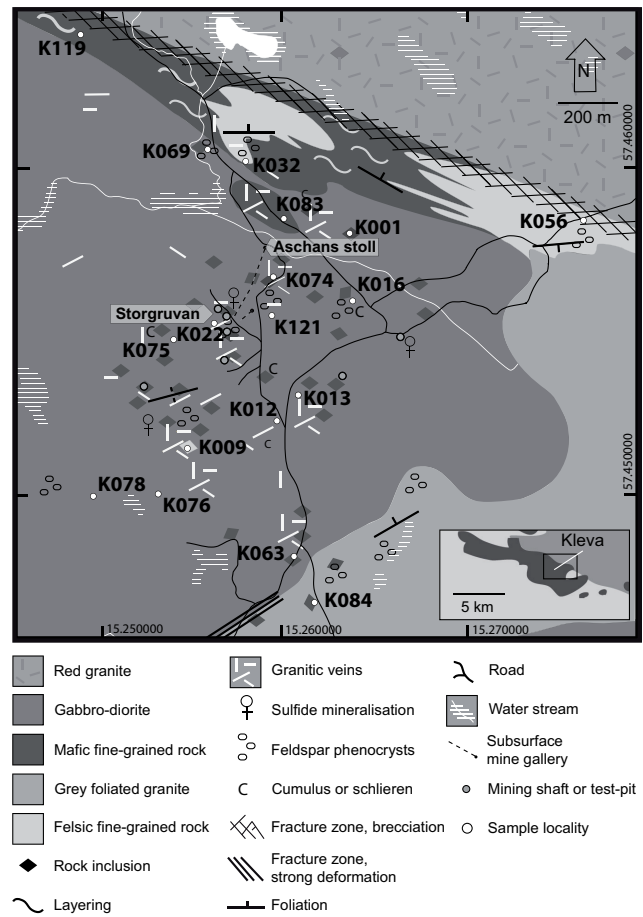 K119
N
200 m
57.460000
K069
K032
K083
K001
K056
Aschans stoll
K074
K016
Storgruvan
K022
K121
C
K075
C
C
C
K013
K012
C
K009
K078
K076
57.450000
K063
K084
Kleva
5 km
15.250000
15.260000
15.270000
Red granite
Granitic veins
Road
Gabbro-diorite
Sulfide mineralisation
Water stream
Mafic fine-grained rock
Feldspar phenocrysts
Subsurface
mine gallery
Grey foliated granite
C
Cumulus or schlieren
Mining shaft or test-pit
Felsic fine-grained rock
Fracture zone, brecciation
Sample locality
Rock inclusion
Fracture zone,
strong deformation
Layering
Foliation